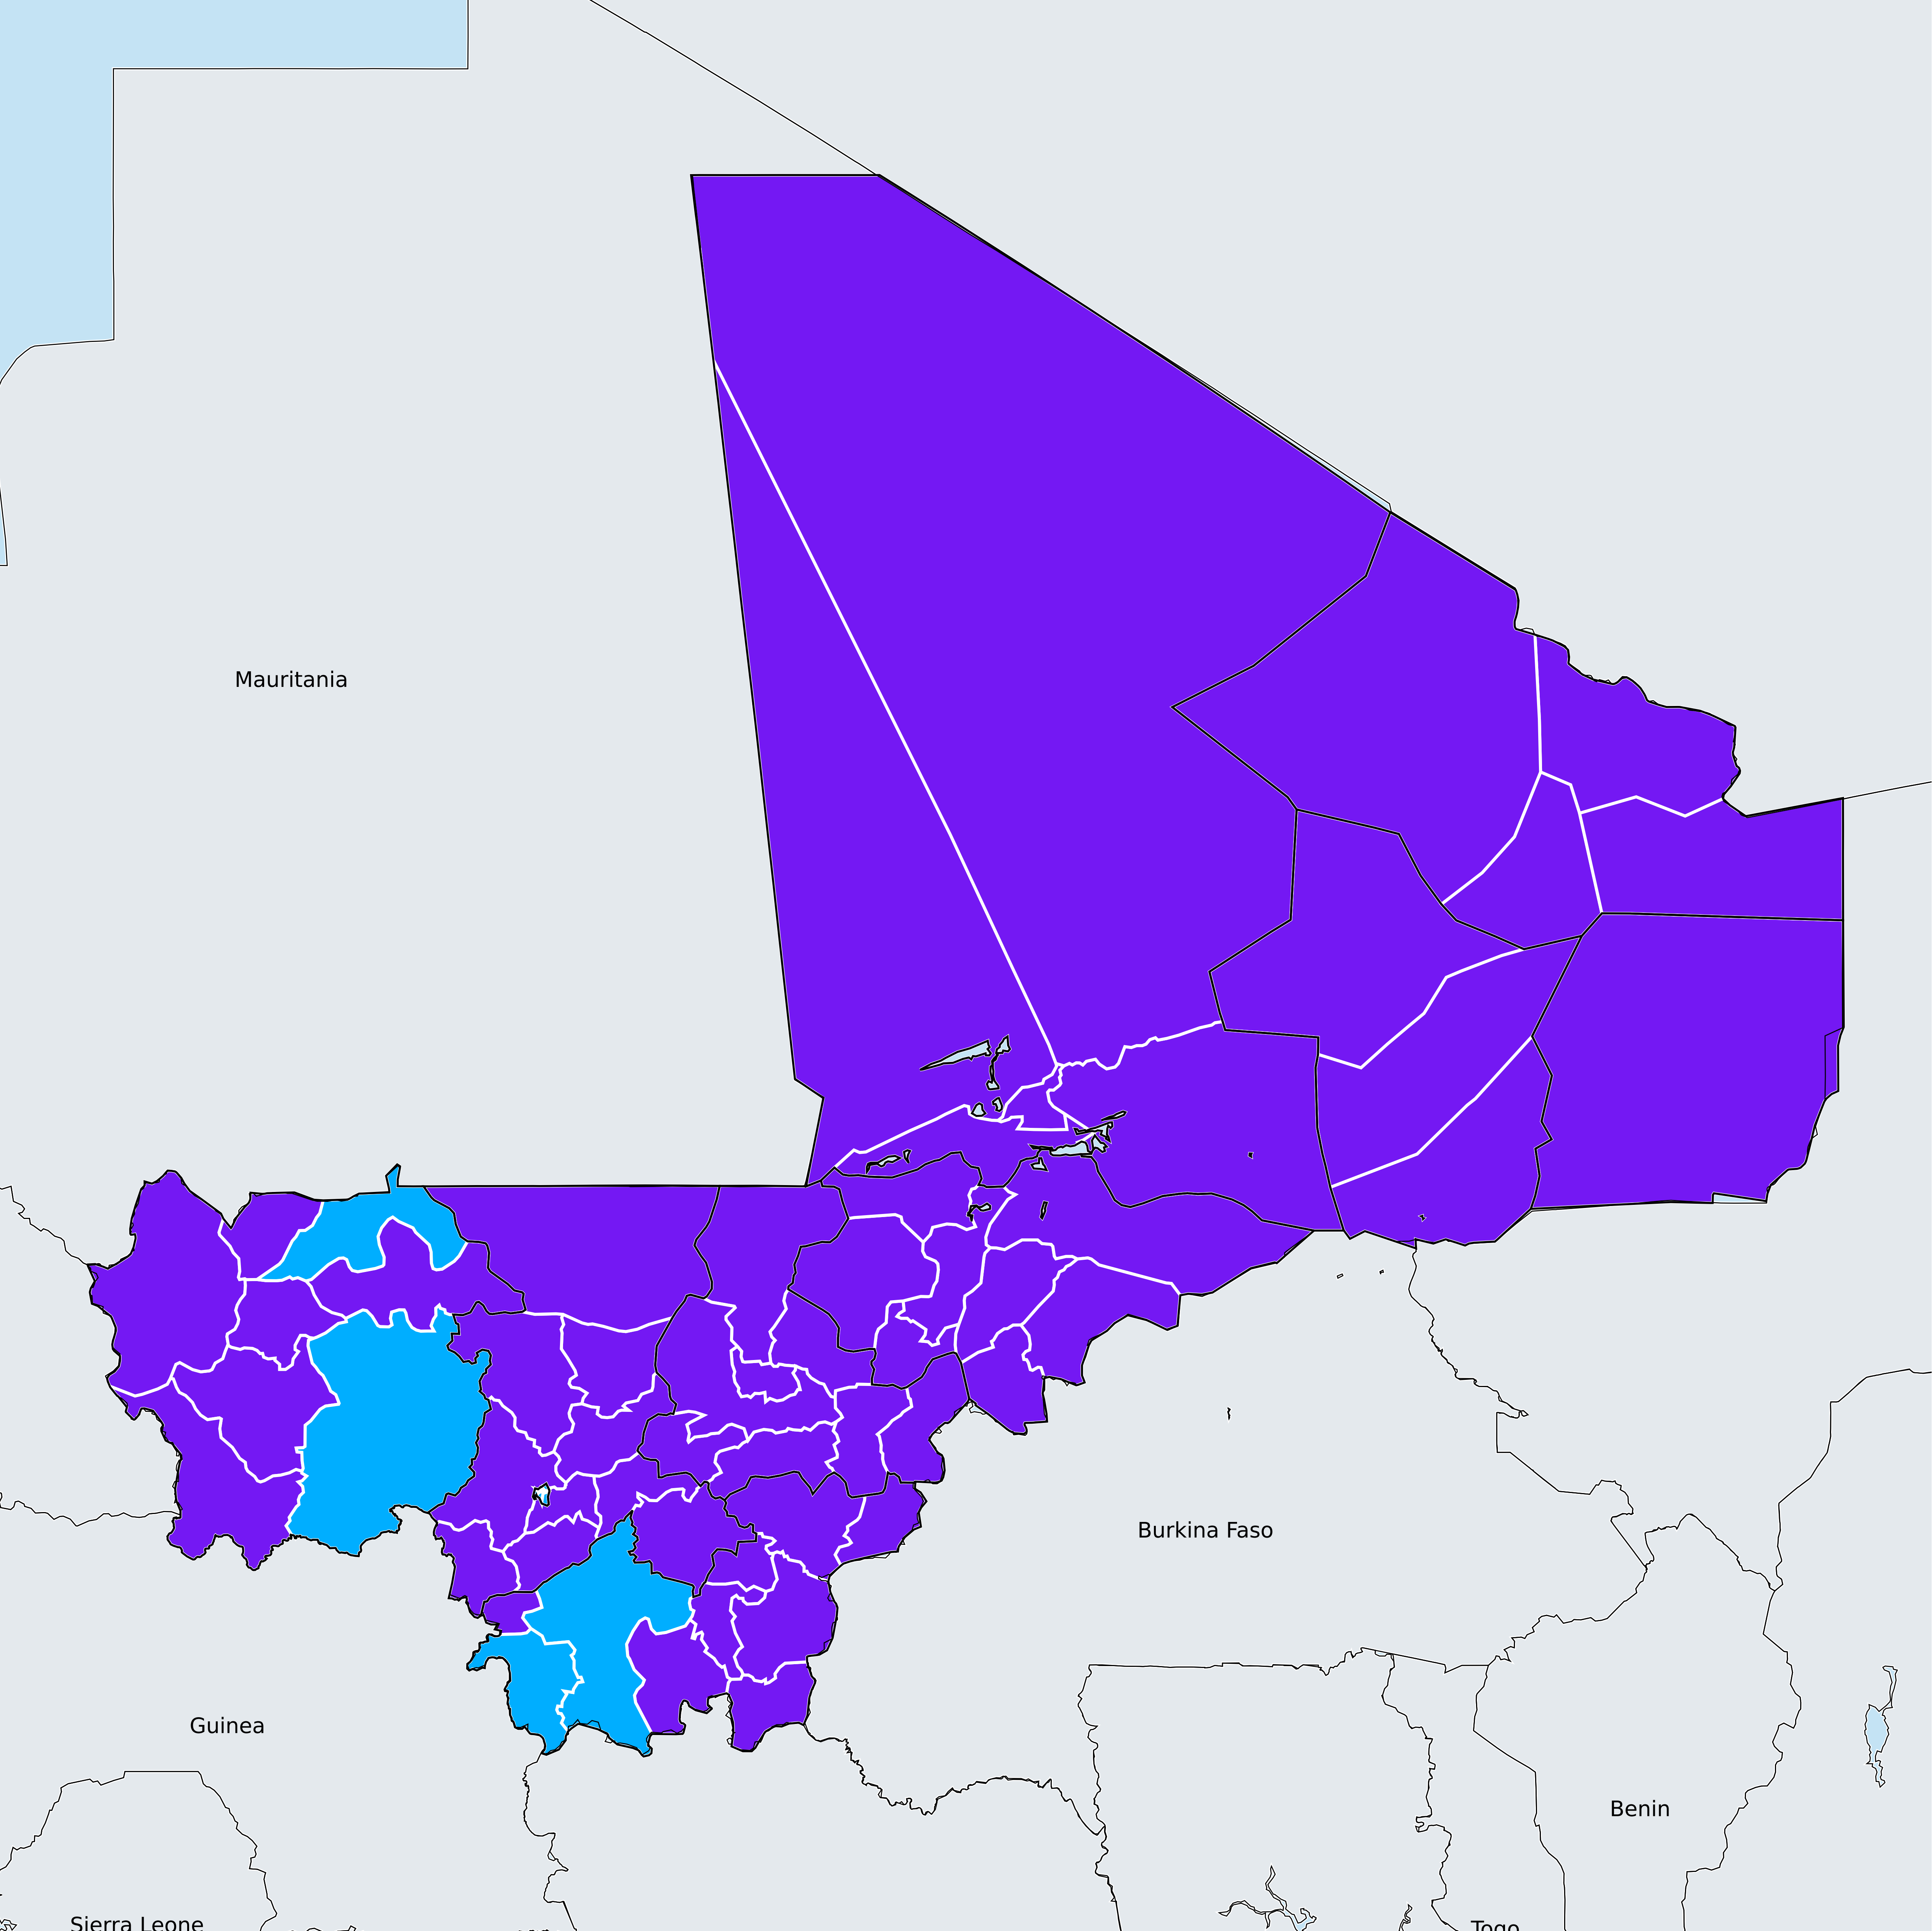 Mauritania
Burkina Faso
Guinea
Benin
Sierra Leone
Togo